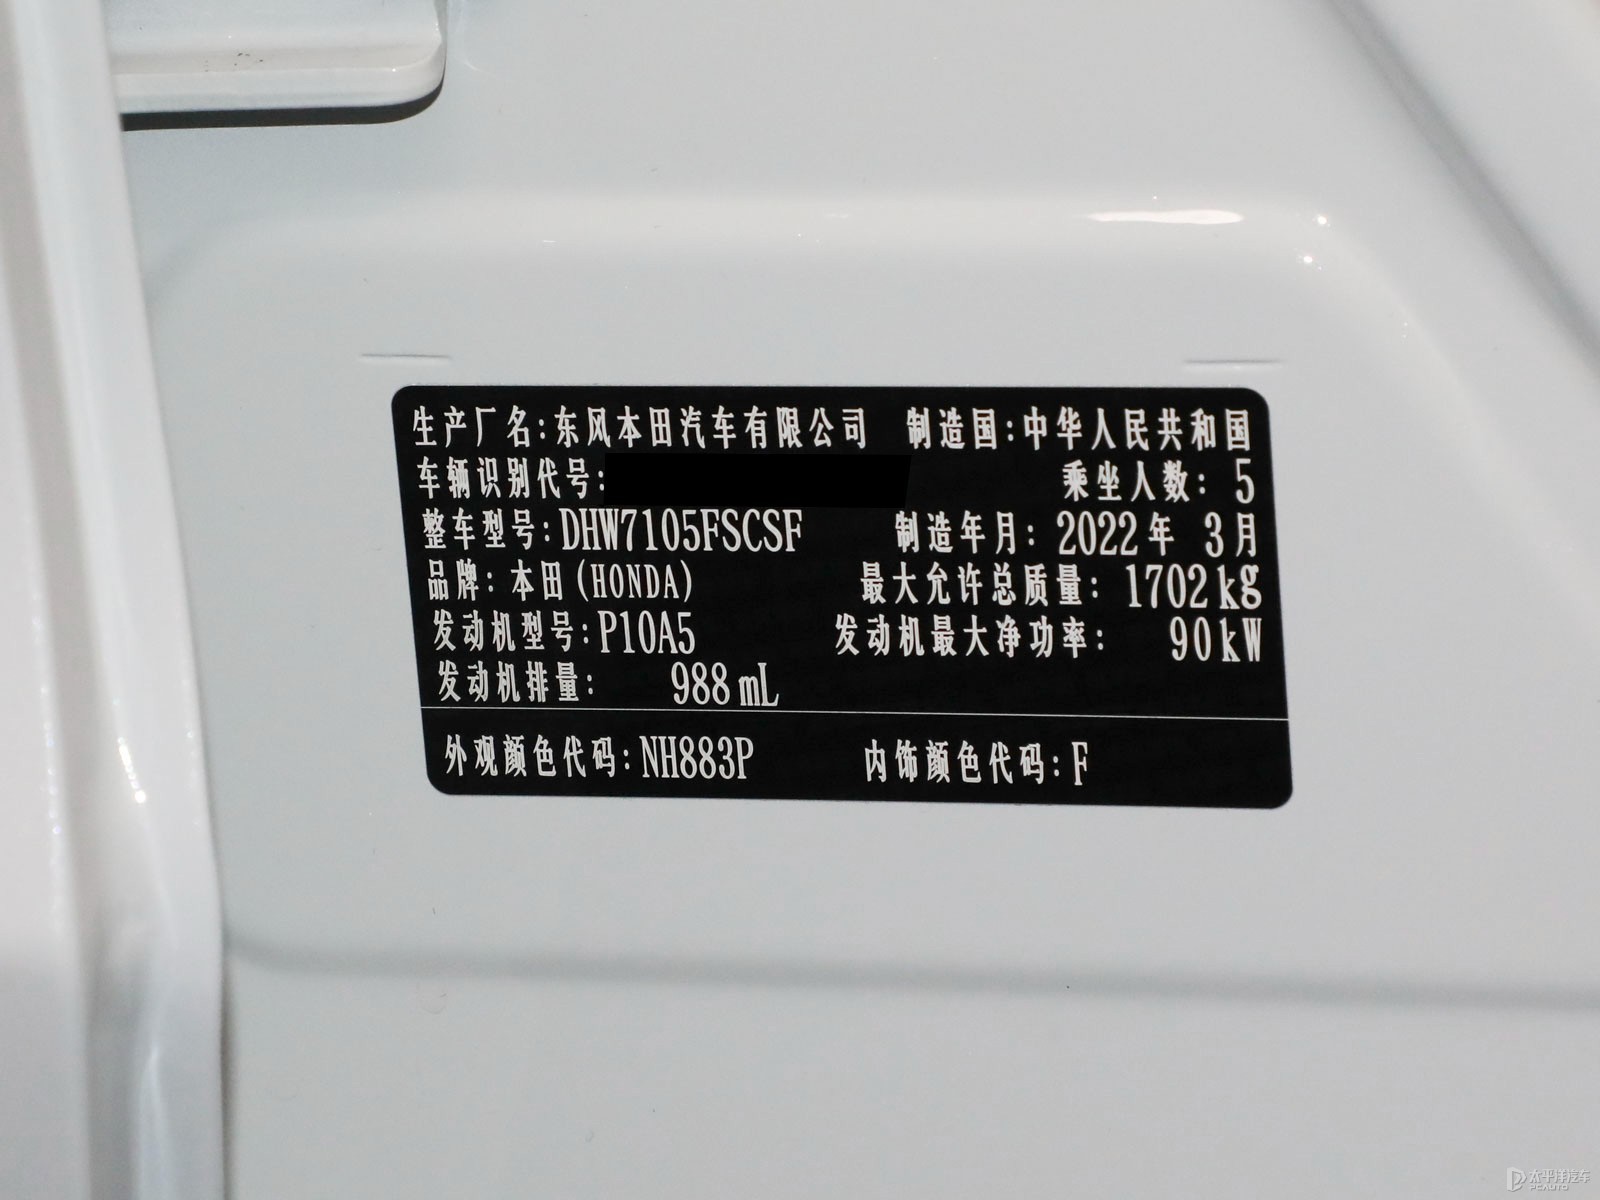 生产厂名:东风本田汽车有限公司 制造国:中华人民共和国
车辆识别代号: 乘坐人数: 5
整车型号:DHW7105FSCSF 制造年月: 2022年 3月
品牌: 本田(HONDA) 最大允许总质量: 1702kg
发动机型号:P10A5 发动机最大净功率: 90kW
发动机排量: 988mL
外观颜色代码:NH883P 内饰颜色代码:F
太平洋汽车
PCAUTO